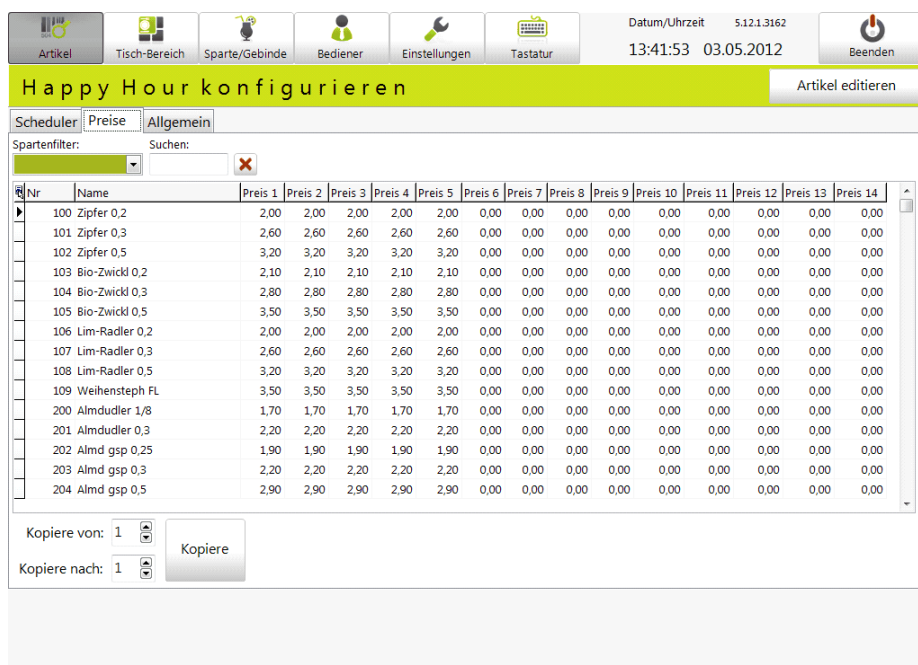 Artikel Tisch-Bereich Sparte/Gebinde Bediener Einstellungen Tastatur Datum/Uhrzeit 5.12.1.3162 Beenden
13:41:53 03.05.2012
Happy Hour konfigurieren Artikel editieren
Scheduler Preise Allgemein
Spartenfilter: Suchen:
Nr Name Preis 1 Preis 2 Preis 3 Preis 4 Preis 5 Preis 6 Preis 7 Preis 8 Preis 9 Preis 10 Preis 11 Preis 12 Preis 13 Preis 14
100 Zipfer 0,2 2,00 2,00 2,00 2,00 2,00 0,00 0,00 0,00 0,00 0,00 0,00 0,00 0,00 0,00
101 Zipfer 0,3 2,60 2,60 2,60 2,60 2,60 0,00 0,00 0,00 0,00 0,00 0,00 0,00 0,00 0,00
102 Zipfer 0,5 3,20 3,20 3,20 3,20 3,20 0,00 0,00 0,00 0,00 0,00 0,00 0,00 0,00 0,00
103 Bio-Zwickl 0,2 2,10 2,10 2,10 2,10 2,10 0,00 0,00 0,00 0,00 0,00 0,00 0,00 0,00 0,00
104 Bio-Zwickl 0,3 2,80 2,80 2,80 2,80 2,80 0,00 0,00 0,00 0,00 0,00 0,00 0,00 0,00 0,00
105 Bio-Zwickl 0,5 3,50 3,50 3,50 3,50 3,50 0,00 0,00 0,00 0,00 0,00 0,00 0,00 0,00 0,00
106 Lim-Radler 0,2 2,00 2,00 2,00 2,00 2,00 0,00 0,00 0,00 0,00 0,00 0,00 0,00 0,00 0,00
107 Lim-Radler 0,3 2,60 2,60 2,60 2,60 2,60 0,00 0,00 0,00 0,00 0,00 0,00 0,00 0,00 0,00
108 Lim-Radler 0,5 3,20 3,20 3,20 3,20 3,20 0,00 0,00 0,00 0,00 0,00 0,00 0,00 0,00 0,00
109 Weihensteph FL 3,50 3,50 3,50 3,50 3,50 0,00 0,00 0,00 0,00 0,00 0,00 0,00 0,00 0,00
200 Almdudler 1/8 1,70 1,70 1,70 1,70 1,70 0,00 0,00 0,00 0,00 0,00 0,00 0,00 0,00 0,00
201 Almdudler 0,3 2,20 2,20 2,20 2,20 2,20 0,00 0,00 0,00 0,00 0,00 0,00 0,00 0,00 0,00
202 Almd gsp 0,25 1,90 1,90 1,90 1,90 1,90 0,00 0,00 0,00 0,00 0,00 0,00 0,00 0,00 0,00
203 Almd gsp 0,3 2,20 2,20 2,20 2,20 2,20 0,00 0,00 0,00 0,00 0,00 0,00 0,00 0,00 0,00
204 Almd gsp 0,5 2,90 2,90 2,90 2,90 2,90 0,00 0,00 0,00 0,00 0,00 0,00 0,00 0,00 0,00
Kopiere von: 1
Kopiere
Kopiere nach: 1